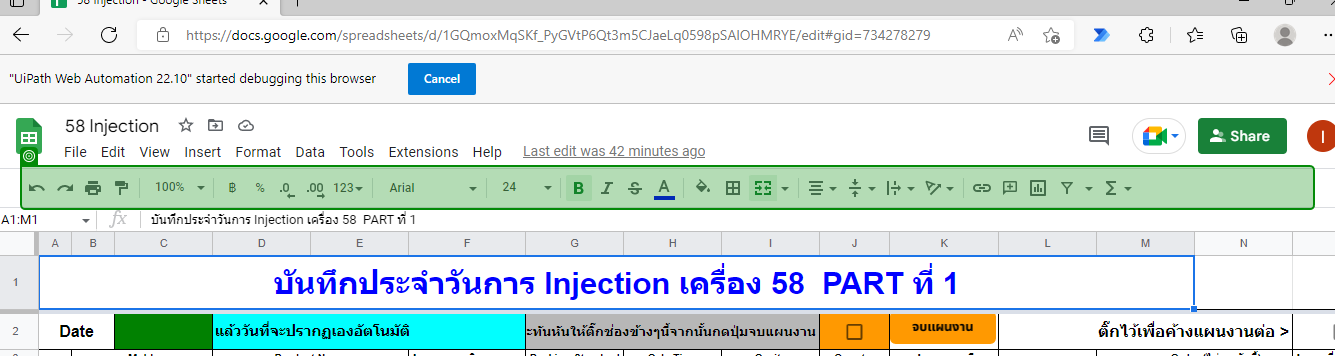 58 Injection - Google Sheets
https://docs.google.com/spreadsheets/d/1GQmoxMqSKf_PyGVtP6Qt3m5CJaeLq0598pSAIOHMRYE/edit#gid=734278279
"UiPath Web Automation 22.10" started debugging this browser Cancel
58 Injection
File Edit View Insert Format Data Tools Extensions Help Last edit was 42 minutes ago
Share
I
100% ฿ % .0 .00 123 Arial 24 B I S A
A1:M1 fx บันทึกประจำวันการ Injection เครื่อง 58 PART ที่ 1
A B C D E F G H I J K L M N
1 บันทึกประจำวันการ Injection เครื่อง 58 PART ที่ 1
2 Date แล้ววันที่จะปรากฏเองอัตโนมัติ ะทันหันให้ติ๊กช่องข้างๆนี้จากนั้นกดปุ่มจบแผนงาน จบแผนงาน ติ๊กไว้เพื่อค้างแผนงานต่อ >